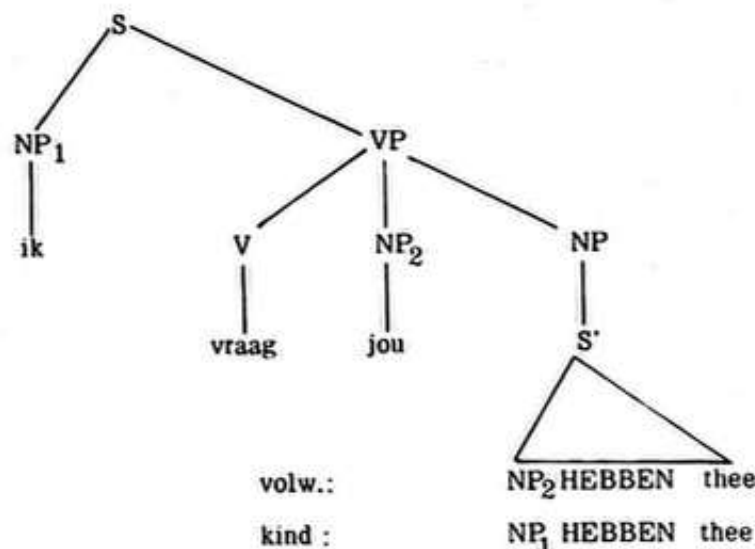 S
NP1 VP
ik V NP2 NP
vraag jou S'
volw.: NP2 HEBBEN thee
kind : NP1 HEBBEN thee